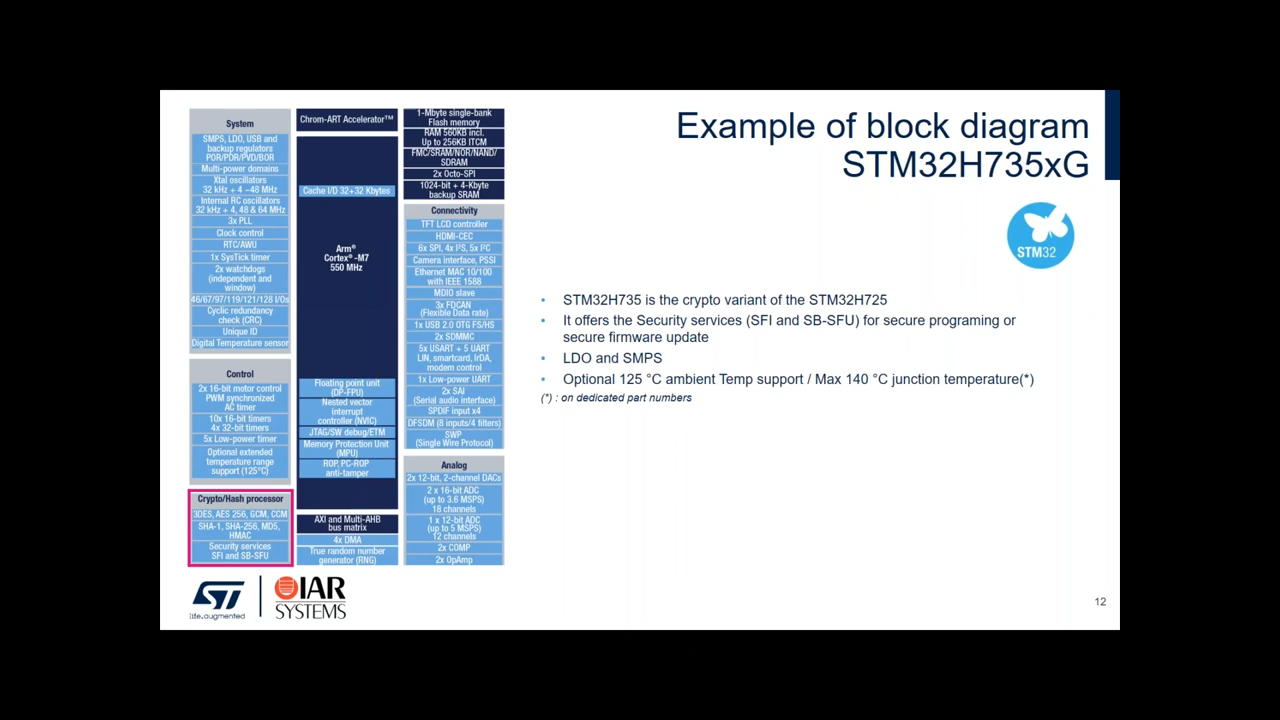 Example of block diagram
STM32H735xG
System
SMPS, LDO, USB and
backup regulators
POR/PDR/PVD/BOR
Multi-power domains
Xtal oscillators
32 kHz + 4 ~48 MHz
Internal RC oscillators
32 kHz + 4, 48 & 64 MHz
3x PLL
Clock control
RTC/AWU
1x SysTick timer
2x watchdogs
(independent and
window)
46/67/97/119/121/128 I/Os
Cyclic redundancy
check (CRC)
Unique ID
Digital Temperature sensor
Control
2x 16-bit motor control
PWM synchronized
AC timer
10x 16-bit timers
4x 32-bit timers
5x Low-power timer
Optional extended
temperature range
support (125°C)
Crypto/Hash processor
3DES, AES 256, GCM, CCM
SHA-1, SHA-256, MD5,
HMAC
Security services
SFI and SB-SFU
Chrom-ART Accelerator™
Cache I/D 32+32 Kbytes
Arm®
Cortex® -M7
550 MHz
Floating point unit
(DP-FPU)
Nested vector
interrupt
controller (NVIC)
JTAG/SW debug/ETM
Memory Protection Unit
(MPU)
ROP, PC-ROP
anti-tamper
AXI and Multi-AHB
bus matrix
4x DMA
True random number
generator (RNG)
1-Mbyte single-bank
Flash memory
RAM 560KB incl.
Up to 256KB ITCM
FMC/SRAM/NOR/NAND/
SDRAM
2x Octo-SPI
1024-bit + 4-Kbyte
backup SRAM
Connectivity
TFT LCD controller
HDMI-CEC
6x SPI, 4x I²S, 5x I²C
Camera interface, PSSI
Ethernet MAC 10/100
with IEEE 1588
MDIO slave
3x FDCAN
(Flexible Data rate)
1x USB 2.0 OTG FS/HS
2x SDMMC
5x USART + 5 UART
LIN, smartcard, IrDA,
modem control
1x Low-power UART
2x SAI
(Serial audio interface)
SPDIF input x4
DFSDM (8 inputs/4 filters)
SWP
(Single Wire Protocol)
Analog
2x 12-bit, 2-channel DACs
2 x 16-bit ADC
(up to 3.6 MSPS)
18 channels
1 x 12-bit ADC
(up to 5 MSPS)
12 channels
2x COMP
2x OpAmp
STM32
• STM32H735 is the crypto variant of the STM32H725
• It offers the Security services (SFI and SB-SFU) for secure programing or
secure firmware update
• LDO and SMPS
• Optional 125 °C ambient Temp support / Max 140 °C junction temperature(*)
(*) : on dedicated part numbers
ST
life.augmented
IAR
SYSTEMS
12